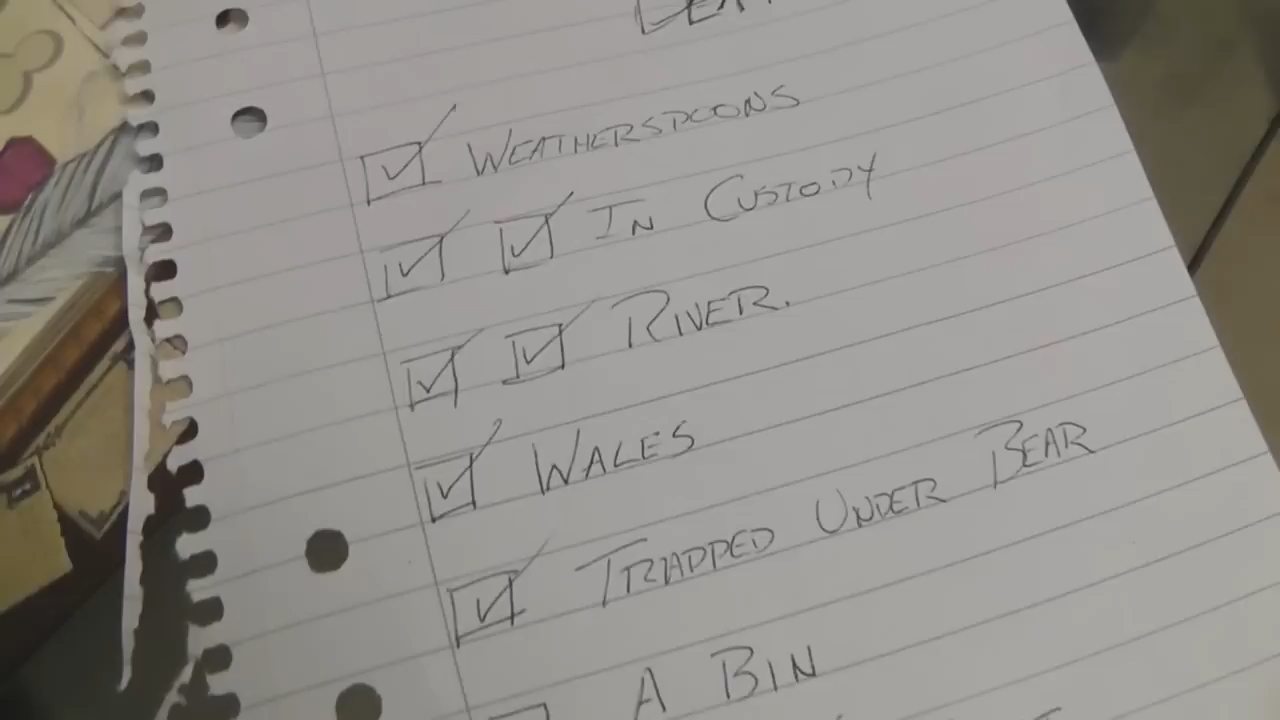 ☑ WEATHERSPOONS
☑ ☑ IN CUSTODY
☑ ☑ RIVER.
☑ WALES
☑ TRAPPED UNDER BEAR
A BIN